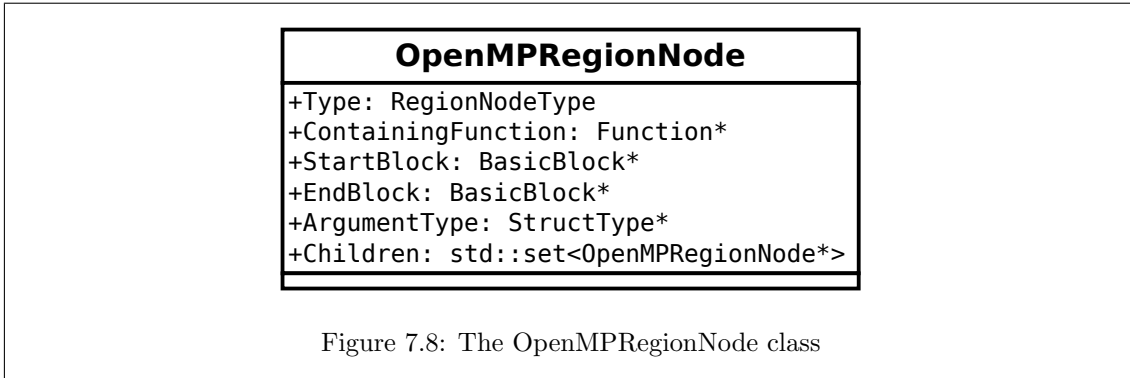 OpenMPRegionNode
+Type: RegionNodeType
+ContainingFunction: Function*
+StartBlock: BasicBlock*
+EndBlock: BasicBlock*
+ArgumentType: StructType*
+Children: std::set<OpenMPRegionNode*>
Figure 7.8: The OpenMPRegionNode class